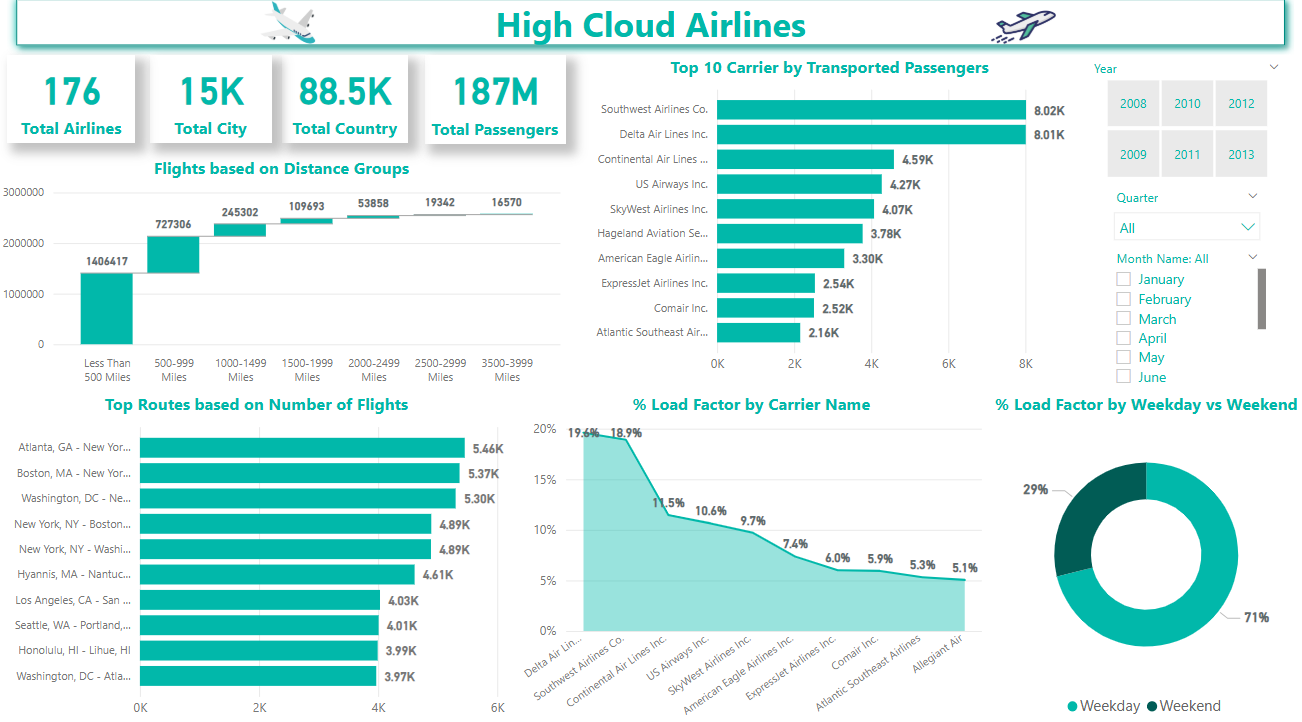 High Cloud Airlines
176
Total Airlines
15K
Total City
88.5K
Total Country
187M
Total Passengers
Flights based on Distance Groups
3000000
2000000
1000000
0
1406417
727306
245302
109693
53858
19342
16570
Less Than
500 Miles
500-999
Miles
1000-1499
Miles
1500-1999
Miles
2000-2499
Miles
2500-2999
Miles
3500-3999
Miles
Top 10 Carrier by Transported Passengers
Southwest Airlines Co.
8.02K
Delta Air Lines Inc.
8.01K
Continental Air Lines ...
4.59K
US Airways Inc.
4.27K
SkyWest Airlines Inc.
4.07K
Hageland Aviation Se...
3.78K
American Eagle Airlin...
3.30K
ExpressJet Airlines Inc.
2.54K
Comair Inc.
2.52K
Atlantic Southeast Air...
2.16K
0K 2K 4K 6K 8K
Year
2008 2010 2012
2009 2011 2013
Quarter
All
Month Name: All
January
February
March
April
May
June
Top Routes based on Number of Flights
Atlanta, GA - New Yor...
5.46K
Boston, MA - New Yor...
5.37K
Washington, DC - Ne...
5.30K
New York, NY - Boston...
4.89K
New York, NY - Washi...
4.89K
Hyannis, MA - Nantuc...
4.61K
Los Angeles, CA - San ...
4.03K
Seattle, WA - Portland,...
4.01K
Honolulu, HI - Lihue, HI
3.99K
Washington, DC - Atla...
3.97K
0K 2K 4K 6K
% Load Factor by Carrier Name
20%
15%
10%
5%
0%
19.6%
18.9%
11.5%
10.6%
9.7%
7.4%
6.0%
5.9%
5.3%
5.1%
Delta Air Lin...
Southwest Airlines Co.
Continental Air Lines Inc.
US Airways Inc.
SkyWest Airlines Inc.
American Eagle Airlines Inc.
ExpressJet Airlines Inc.
Comair Inc.
Atlantic Southeast Airlines
Allegiant Air
% Load Factor by Weekday vs Weekend
29%
71%
Weekday Weekend